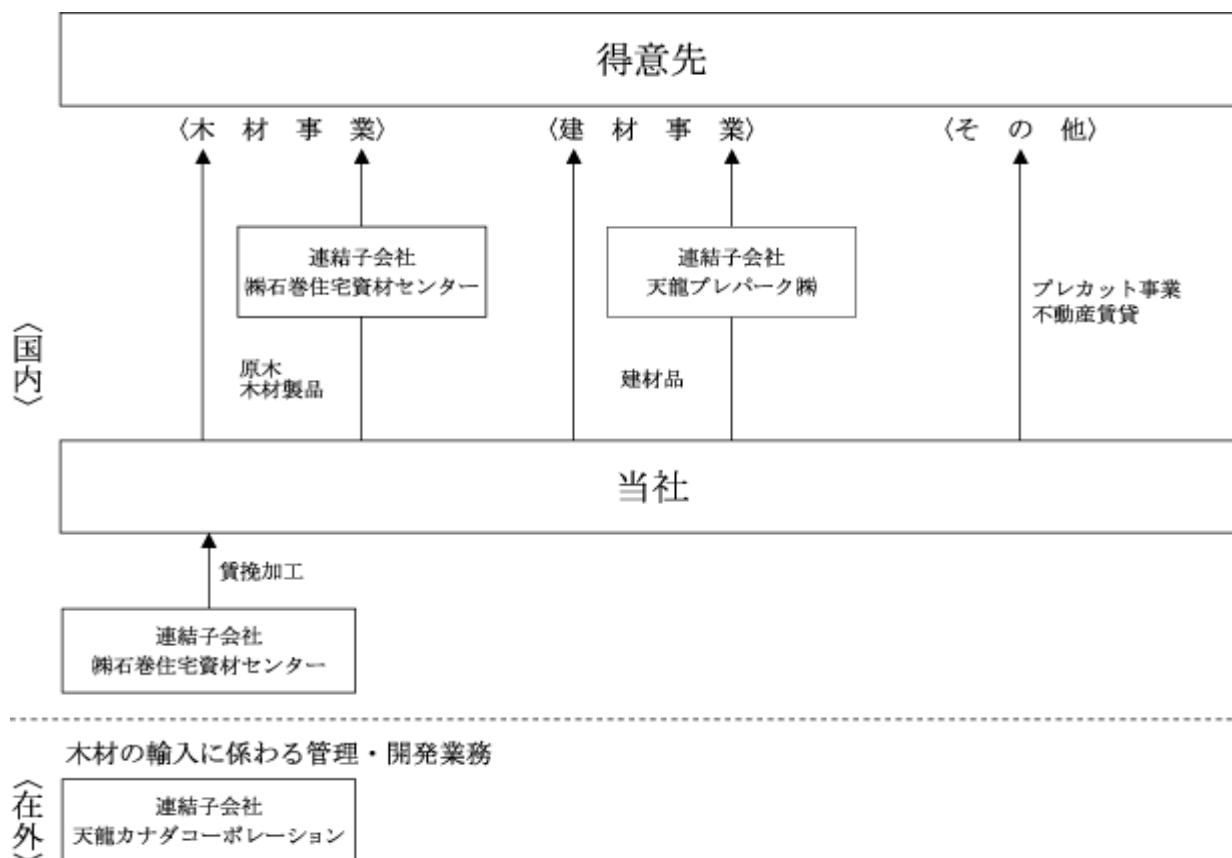 得意先
〈木材事業〉
〈建材事業〉
〈その他〉
連結子会社
㈱石巻住宅資材センター
連結子会社
天龍プレパーク㈱
プレカット事業
不動産賃貸
〈国内〉
原木
木材製品
建材品
当社
賃挽加工
連結子会社
㈱石巻住宅資材センター
木材の輸入に係わる管理・開発業務
〈在外〉
連結子会社
天龍カナダコーポレーション